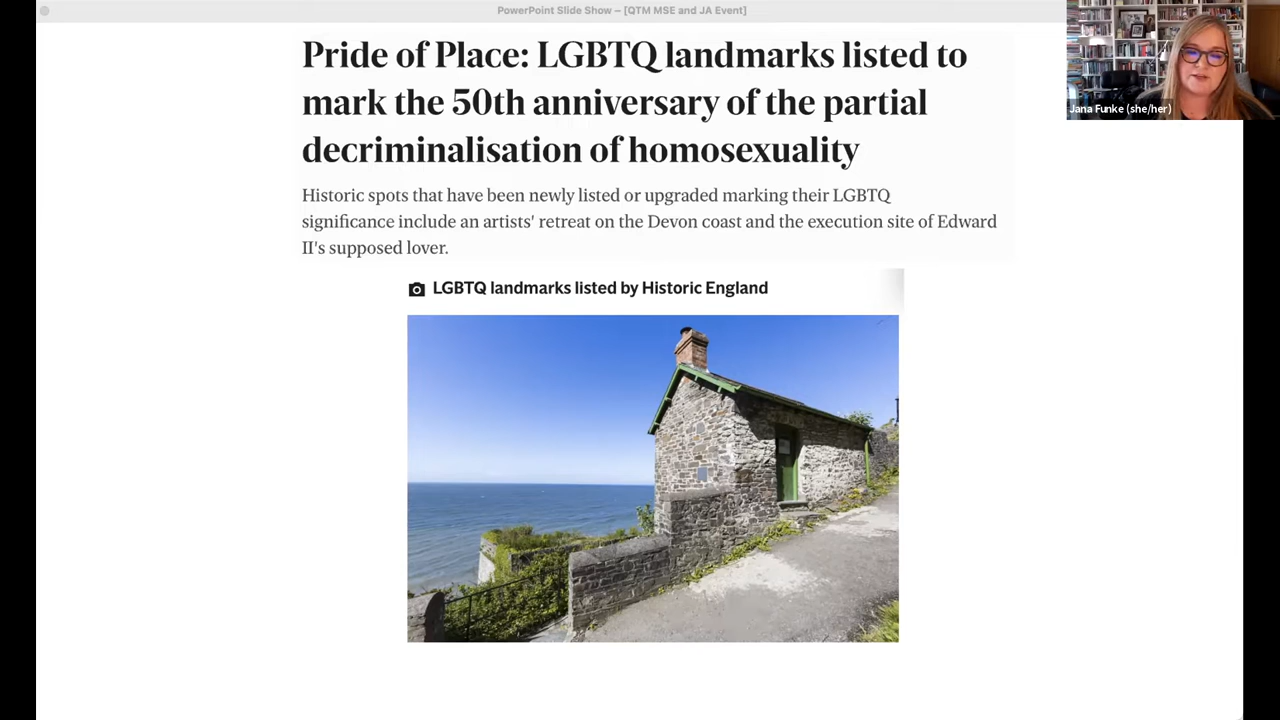 PowerPoint Slide Show – [QTM MSE and JA Event]
Pride of Place: LGBTQ landmarks listed to
mark the 50th anniversary of the partial
decriminalisation of homosexuality
Historic spots that have been newly listed or upgraded marking their LGBTQ
significance include an artists' retreat on the Devon coast and the execution site of Edward
II's supposed lover.
LGBTQ landmarks listed by Historic England
Jana Funke (she/her)